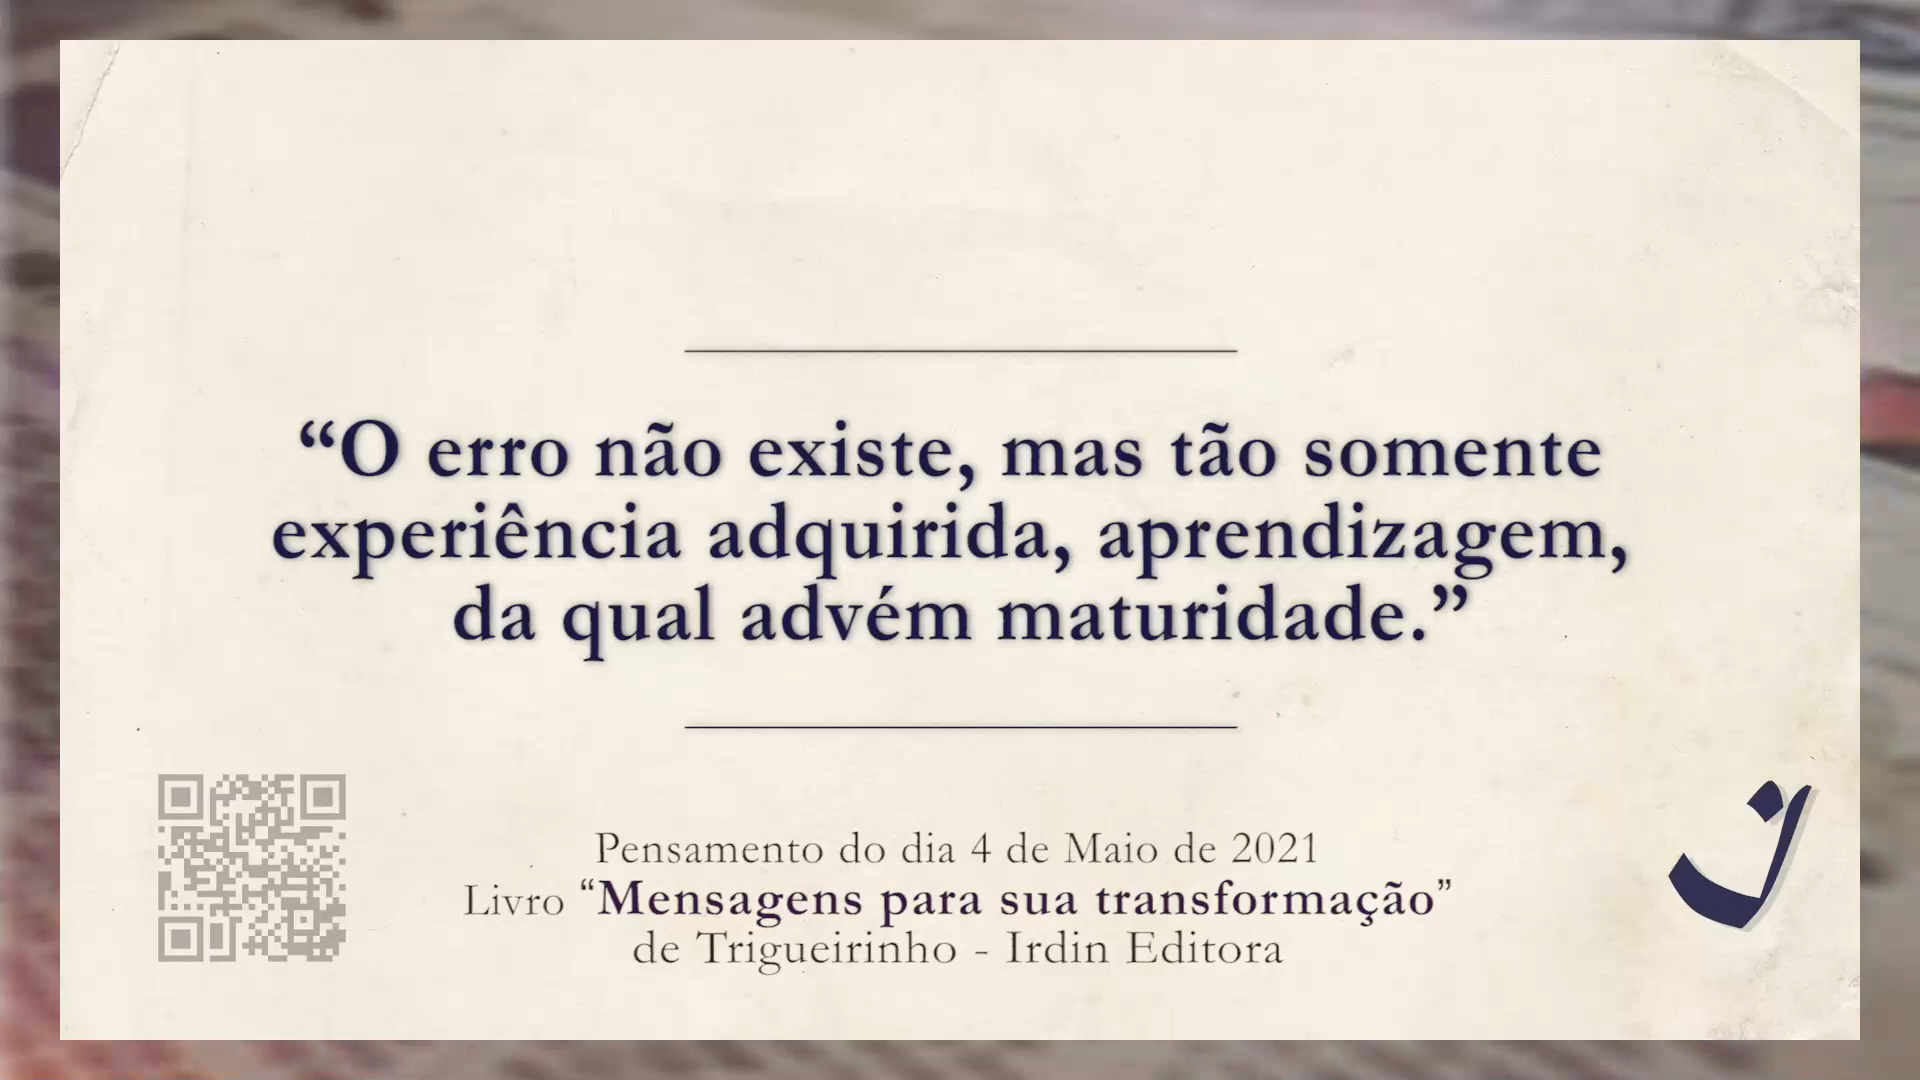 “O erro não existe, mas tão somente
experiência adquirida, aprendizagem,
da qual advém maturidade.”
Pensamento do dia 4 de Maio de 2021
Livro “Mensagens para sua transformação”
de Trigueirinho - Irdin Editora